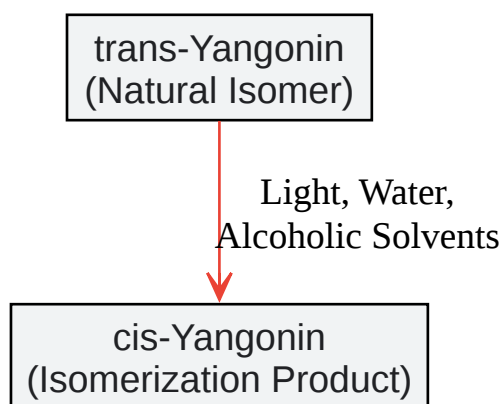 trans-Yangonin
(Natural Isomer)
Light, Water,
Alcoholic Solvents
cis-Yangonin
(Isomerization Product)